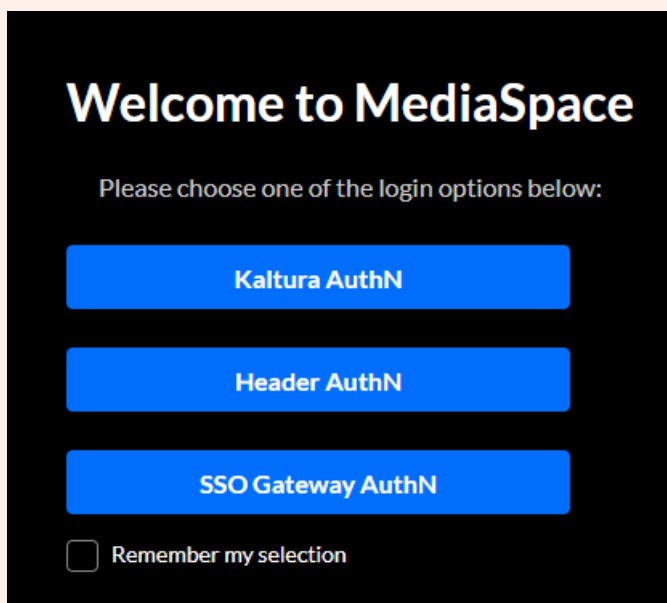 Welcome to MediaSpace
Please choose one of the login options below:
Kaltura AuthN
Header AuthN
SSO Gateway AuthN
Remember my selection